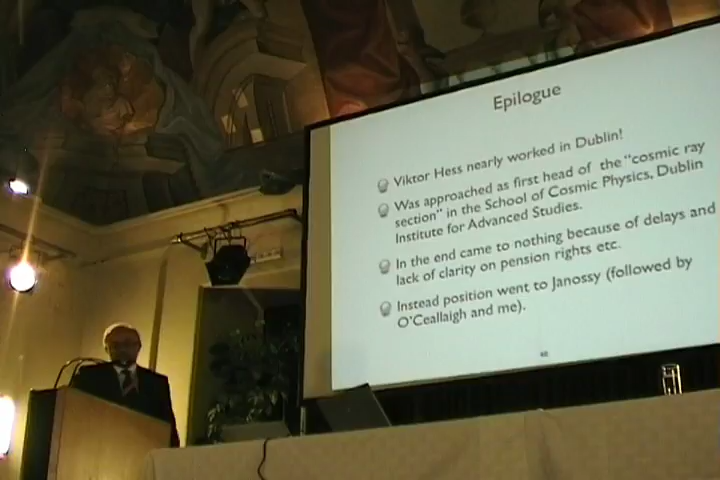 Epilogue
Viktor Hess nearly worked in Dublin!
Was approached as first head of the "cosmic ray
section" in the School of Cosmic Physics, Dublin
Institute for Advanced Studies.
In the end came to nothing because of delays and
lack of clarity on pension rights etc.
Instead position went to Janossy (followed by
O'Ceallaigh and me).